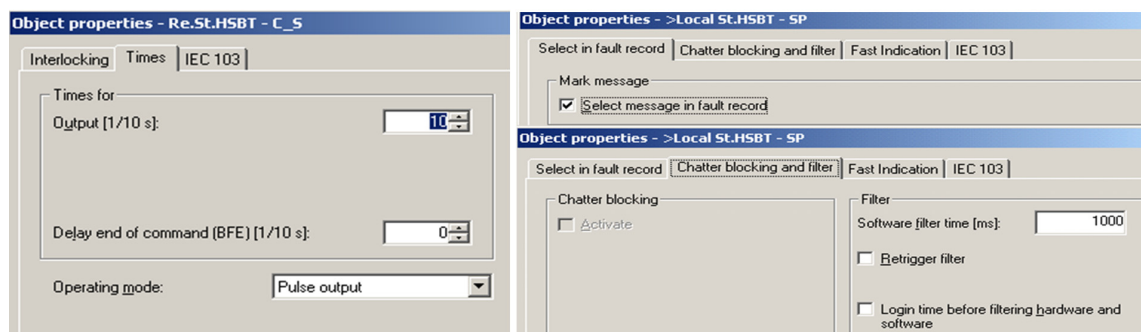 Object properties - Re.St.HSBT - C_S
Interlocking Times IEC 103
Times for
Output [1/10 s]: 10
Delay end of command (BFE) [1/10 s]: 0
Operating mode: Pulse output
Object properties - >Local St.HSBT - SP
Select in fault record Chatter blocking and filter Fast Indication IEC 103
Mark message
Select message in fault record
Object properties - >Local St.HSBT - SP
Select in fault record Chatter blocking and filter Fast Indication IEC 103
Chatter blocking
Activate
Filter
Software filter time [ms]: 1000
Retrigger filter
Login time before filtering hardware and
software